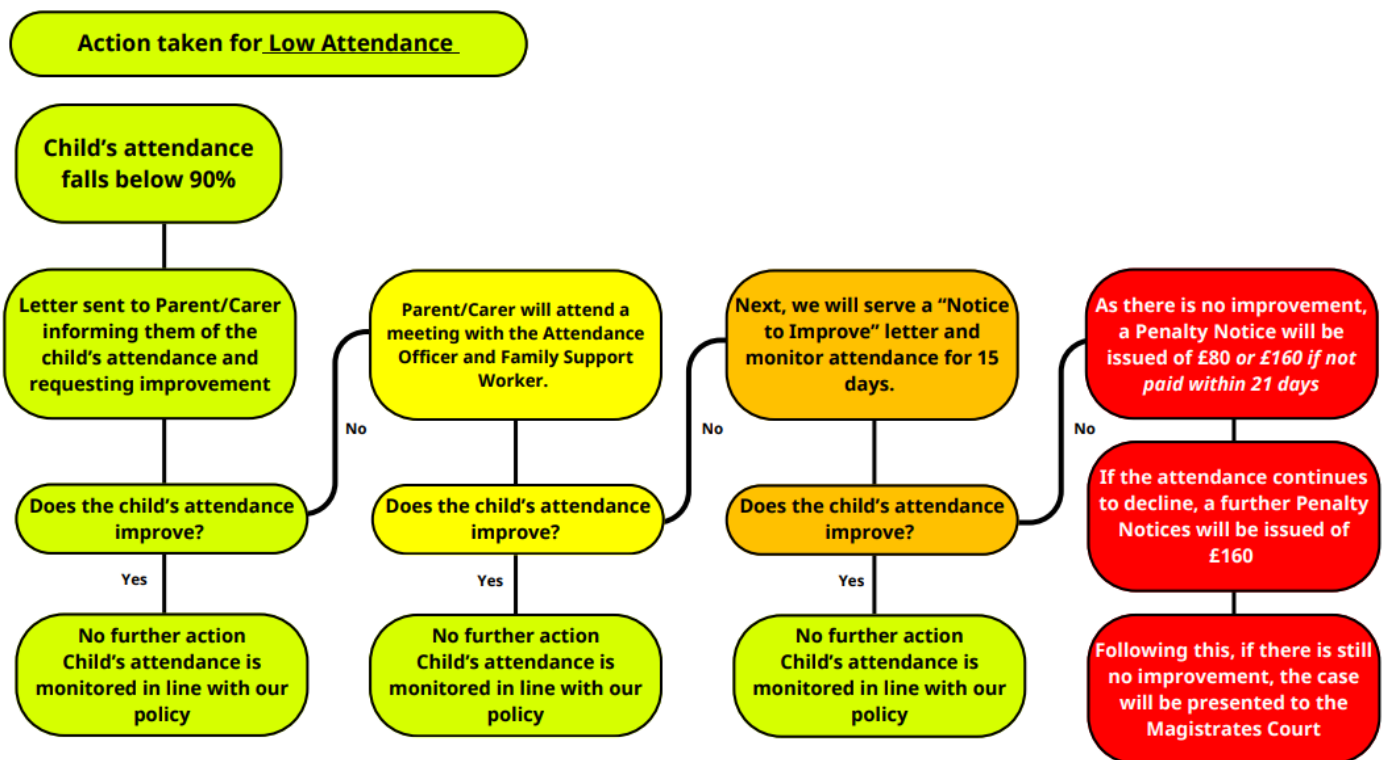 Action taken for Low Attendance
Child’s attendance
falls below 90%
Letter sent to Parent/Carer
informing them of the
child’s attendance and
requesting improvement
Does the child’s attendance
improve?
No
Yes
No further action
Child’s attendance is
monitored in line with our
policy
Parent/Carer will attend a
meeting with the Attendance
Officer and Family Support
Worker.
Does the child’s attendance
improve?
No
Yes
No further action
Child’s attendance is
monitored in line with our
policy
Next, we will serve a “Notice
to Improve” letter and
monitor attendance for 15
days.
Does the child’s attendance
improve?
No
Yes
No further action
Child’s attendance is
monitored in line with our
policy
As there is no improvement,
a Penalty Notice will be
issued of £80 or £160 if not
paid within 21 days
If the attendance continues
to decline, a further Penalty
Notices will be issued of
£160
Following this, if there is still
no improvement, the case
will be presented to the
Magistrates Court